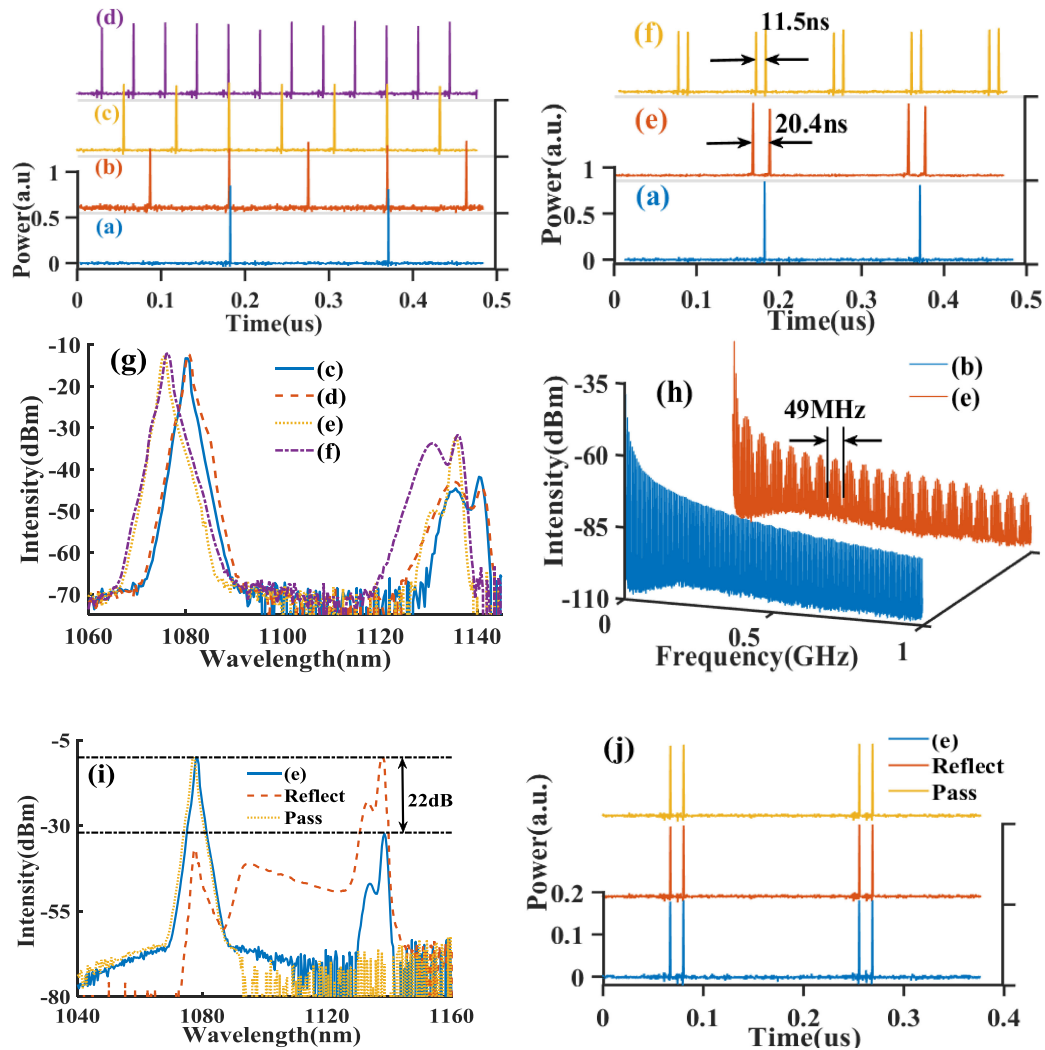 (d)
(c)
(b)
(a)
1
0.5
0
Power(a.u)
0 0.1 0.2 0.3 0.4 0.5
Time(us)
(f)
11.5ns
(e)
20.4ns
(a)
1
0.5
0
Power(a.u.)
0 0.1 0.2 0.3 0.4 0.5
Time(us)
(g)
(c)
(d)
(e)
(f)
-10
-20
-30
-40
-50
-60
-70
Intensity(dBm)
1060 1080 1100 1120 1140
Wavelength(nm)
(h)
(b)
(e)
49MHz
-35
-60
-85
-110
Intensity(dBm)
0 0.5 1
Frequency(GHz)
(i)
(e)
Reflect
Pass
22dB
-5
-30
-55
-80
Intensity(dBm)
1040 1080 1120 1160
Wavelength(nm)
(j)
(e)
Reflect
Pass
0.2
0.1
0
Power(a.u.)
0 0.1 0.2 0.3 0.4
Time(us)